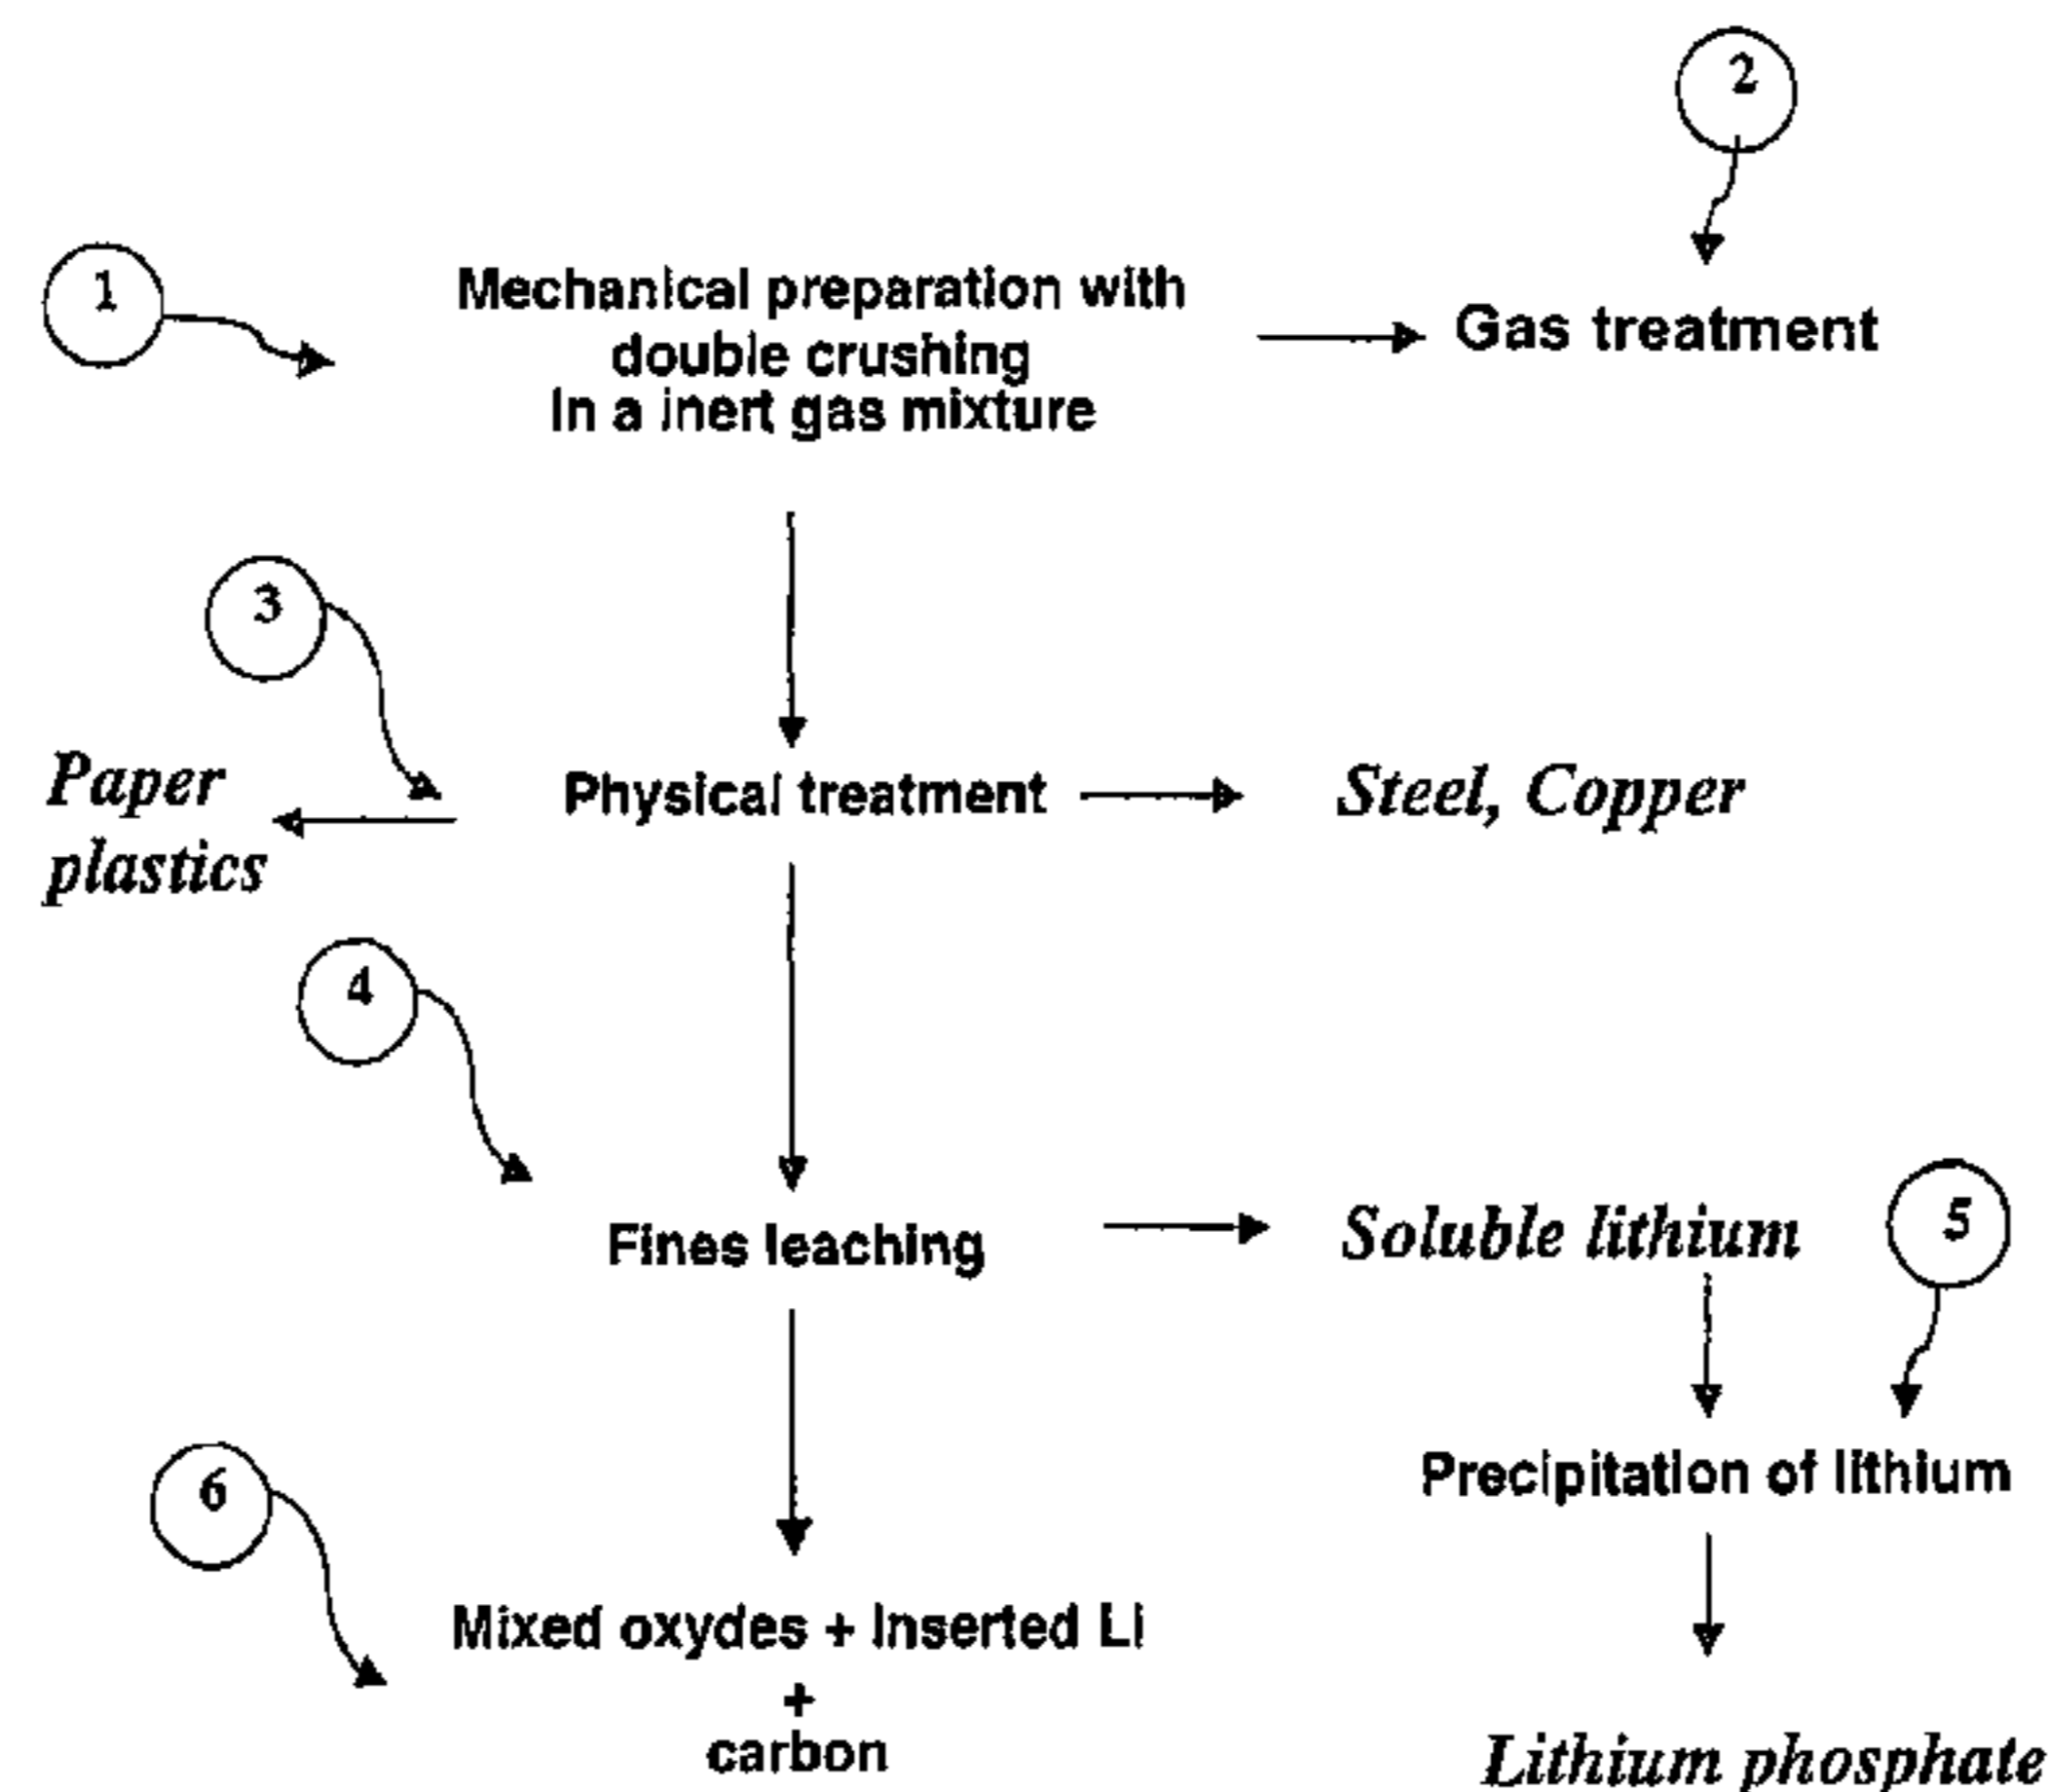 2
1
Mechanical preparation with
double crushing
In a inert gas mixture
Gas treatment
3
Paper
plastics
Physical treatment
Steel, Copper
4
Fines leaching
Soluble lithium
5
Precipitation of lithium
6
Mixed oxydes + Inserted Li
+
carbon
Lithium phosphate